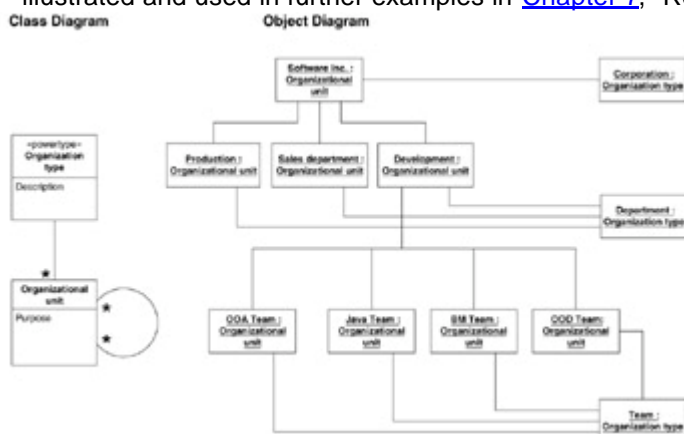 illustrated and used in further examples in Chapter 7,
Class Diagram
Object Diagram
Software Inc. :
Organizational
unit
Corporation :
Organization type
«powertype»
Organization
type
Description
Production :
Organizational unit
Sales department :
Organizational unit
Development :
Organizational unit
Department :
Organization type
*
Organizational
unit
Purpose
*
*
OOA Team :
Organizational
unit
Java Team :
Organizational
unit
BM Team :
Organizational
unit
OOD Team:
Organizational
unit
Team :
Organization type